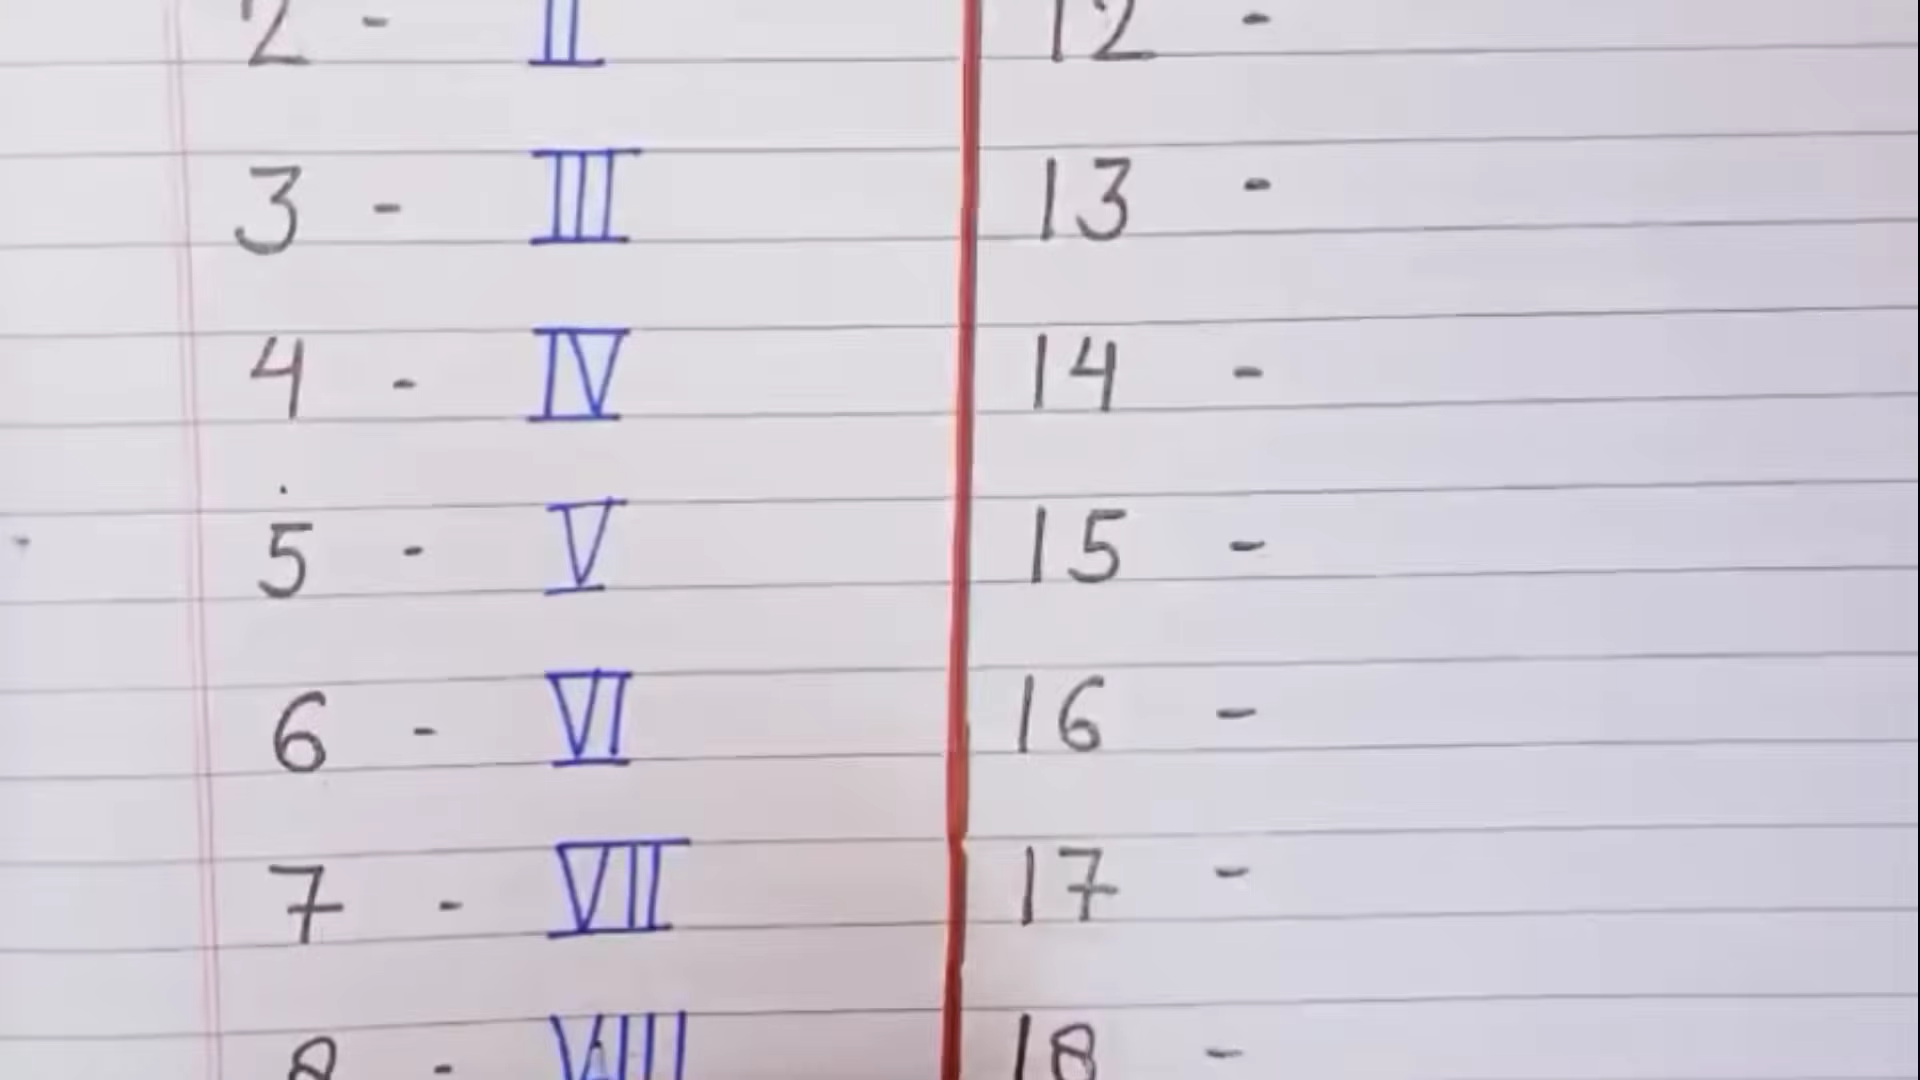 2 - II 12 -
3 - III 13 -
4 - IV 14 -
5 - V 15 -
6 - VI 16 -
7 - VII 17 -
8 - VIII 18 -